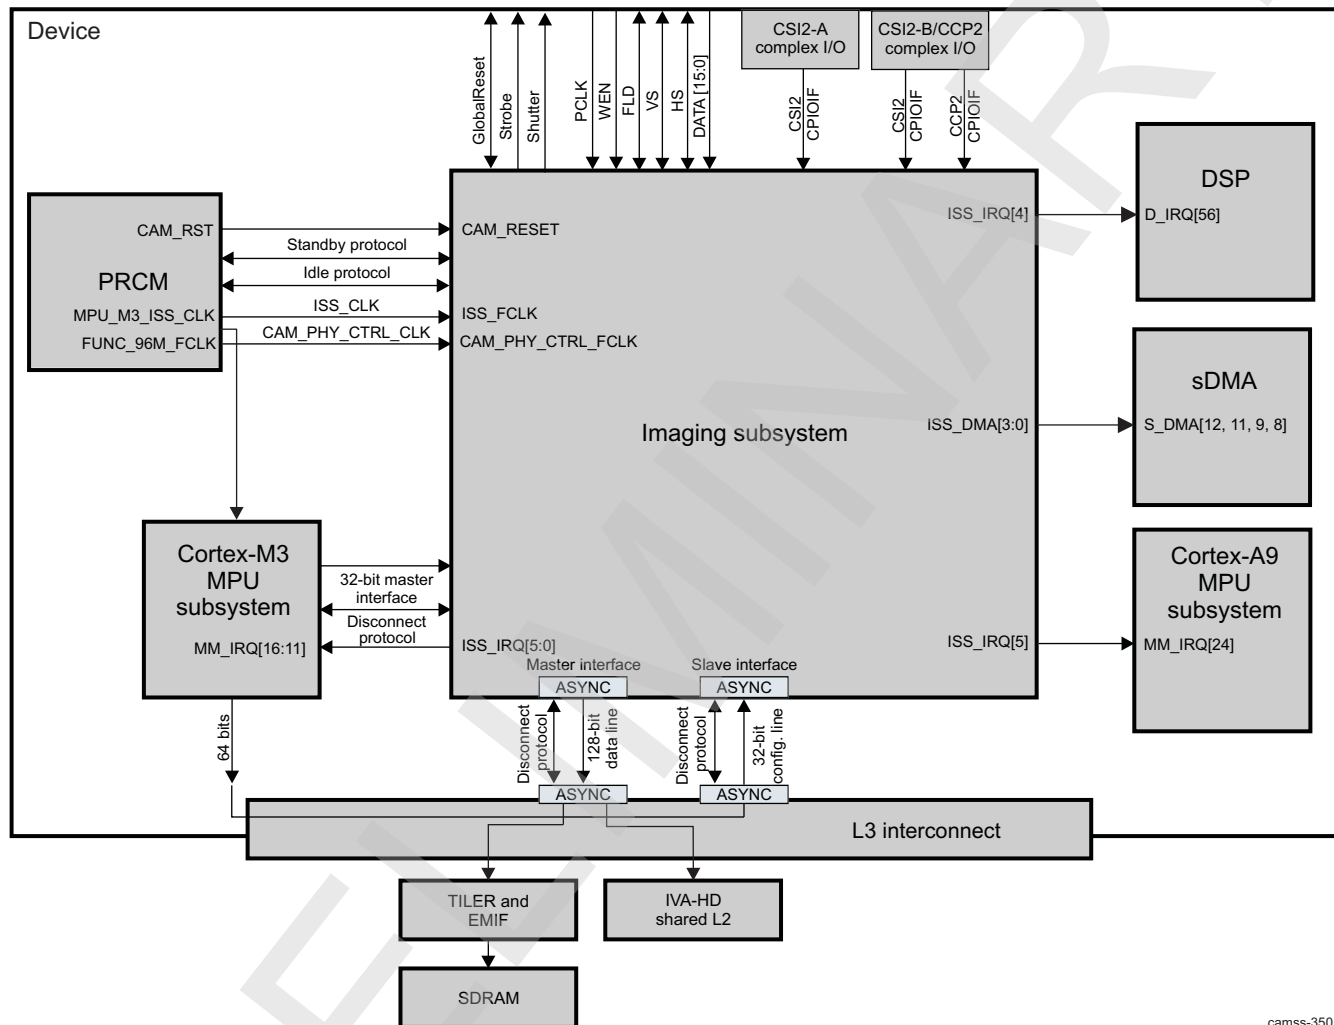 Device
GlobalReset
Strobe
Shutter
PCLK
WEN
FLD
VS
HS
DATA [15:0]
CSI2-A
complex I/O
CSI2-B/CCP2
complex I/O
CSI2
CPIOIF
CSI2
CPIOIF
CCP2
CPIOIF
DSP
D_IRQ[56]
ISS_IRQ[4]
CAM_RST
PRCM
MPU_M3_ISS_CLK
FUNC_96M_FCLK
Standby protocol
Idle protocol
ISS_CLK
CAM_PHY_CTRL_CLK
CAM_RESET
ISS_FCLK
CAM_PHY_CTRL_FCLK
Imaging subsystem
ISS_DMA[3:0]
sDMA
S_DMA[12, 11, 9, 8]
Cortex-M3
MPU
subsystem
MM_IRQ[16:11]
32-bit master
interface
Disconnect
protocol
ISS_IRQ[5:0]
ISS_IRQ[5]
Cortex-A9
MPU
subsystem
MM_IRQ[24]
Master interface
ASYNC
Slave interface
ASYNC
64 bits
Disconnect
protocol
128-bit
data line
Disconnect
protocol
32-bit
config. line
ASYNC
ASYNC
L3 interconnect
TILER and
EMIF
IVA-HD
shared L2
SDRAM
camss-350
ELIMINAR